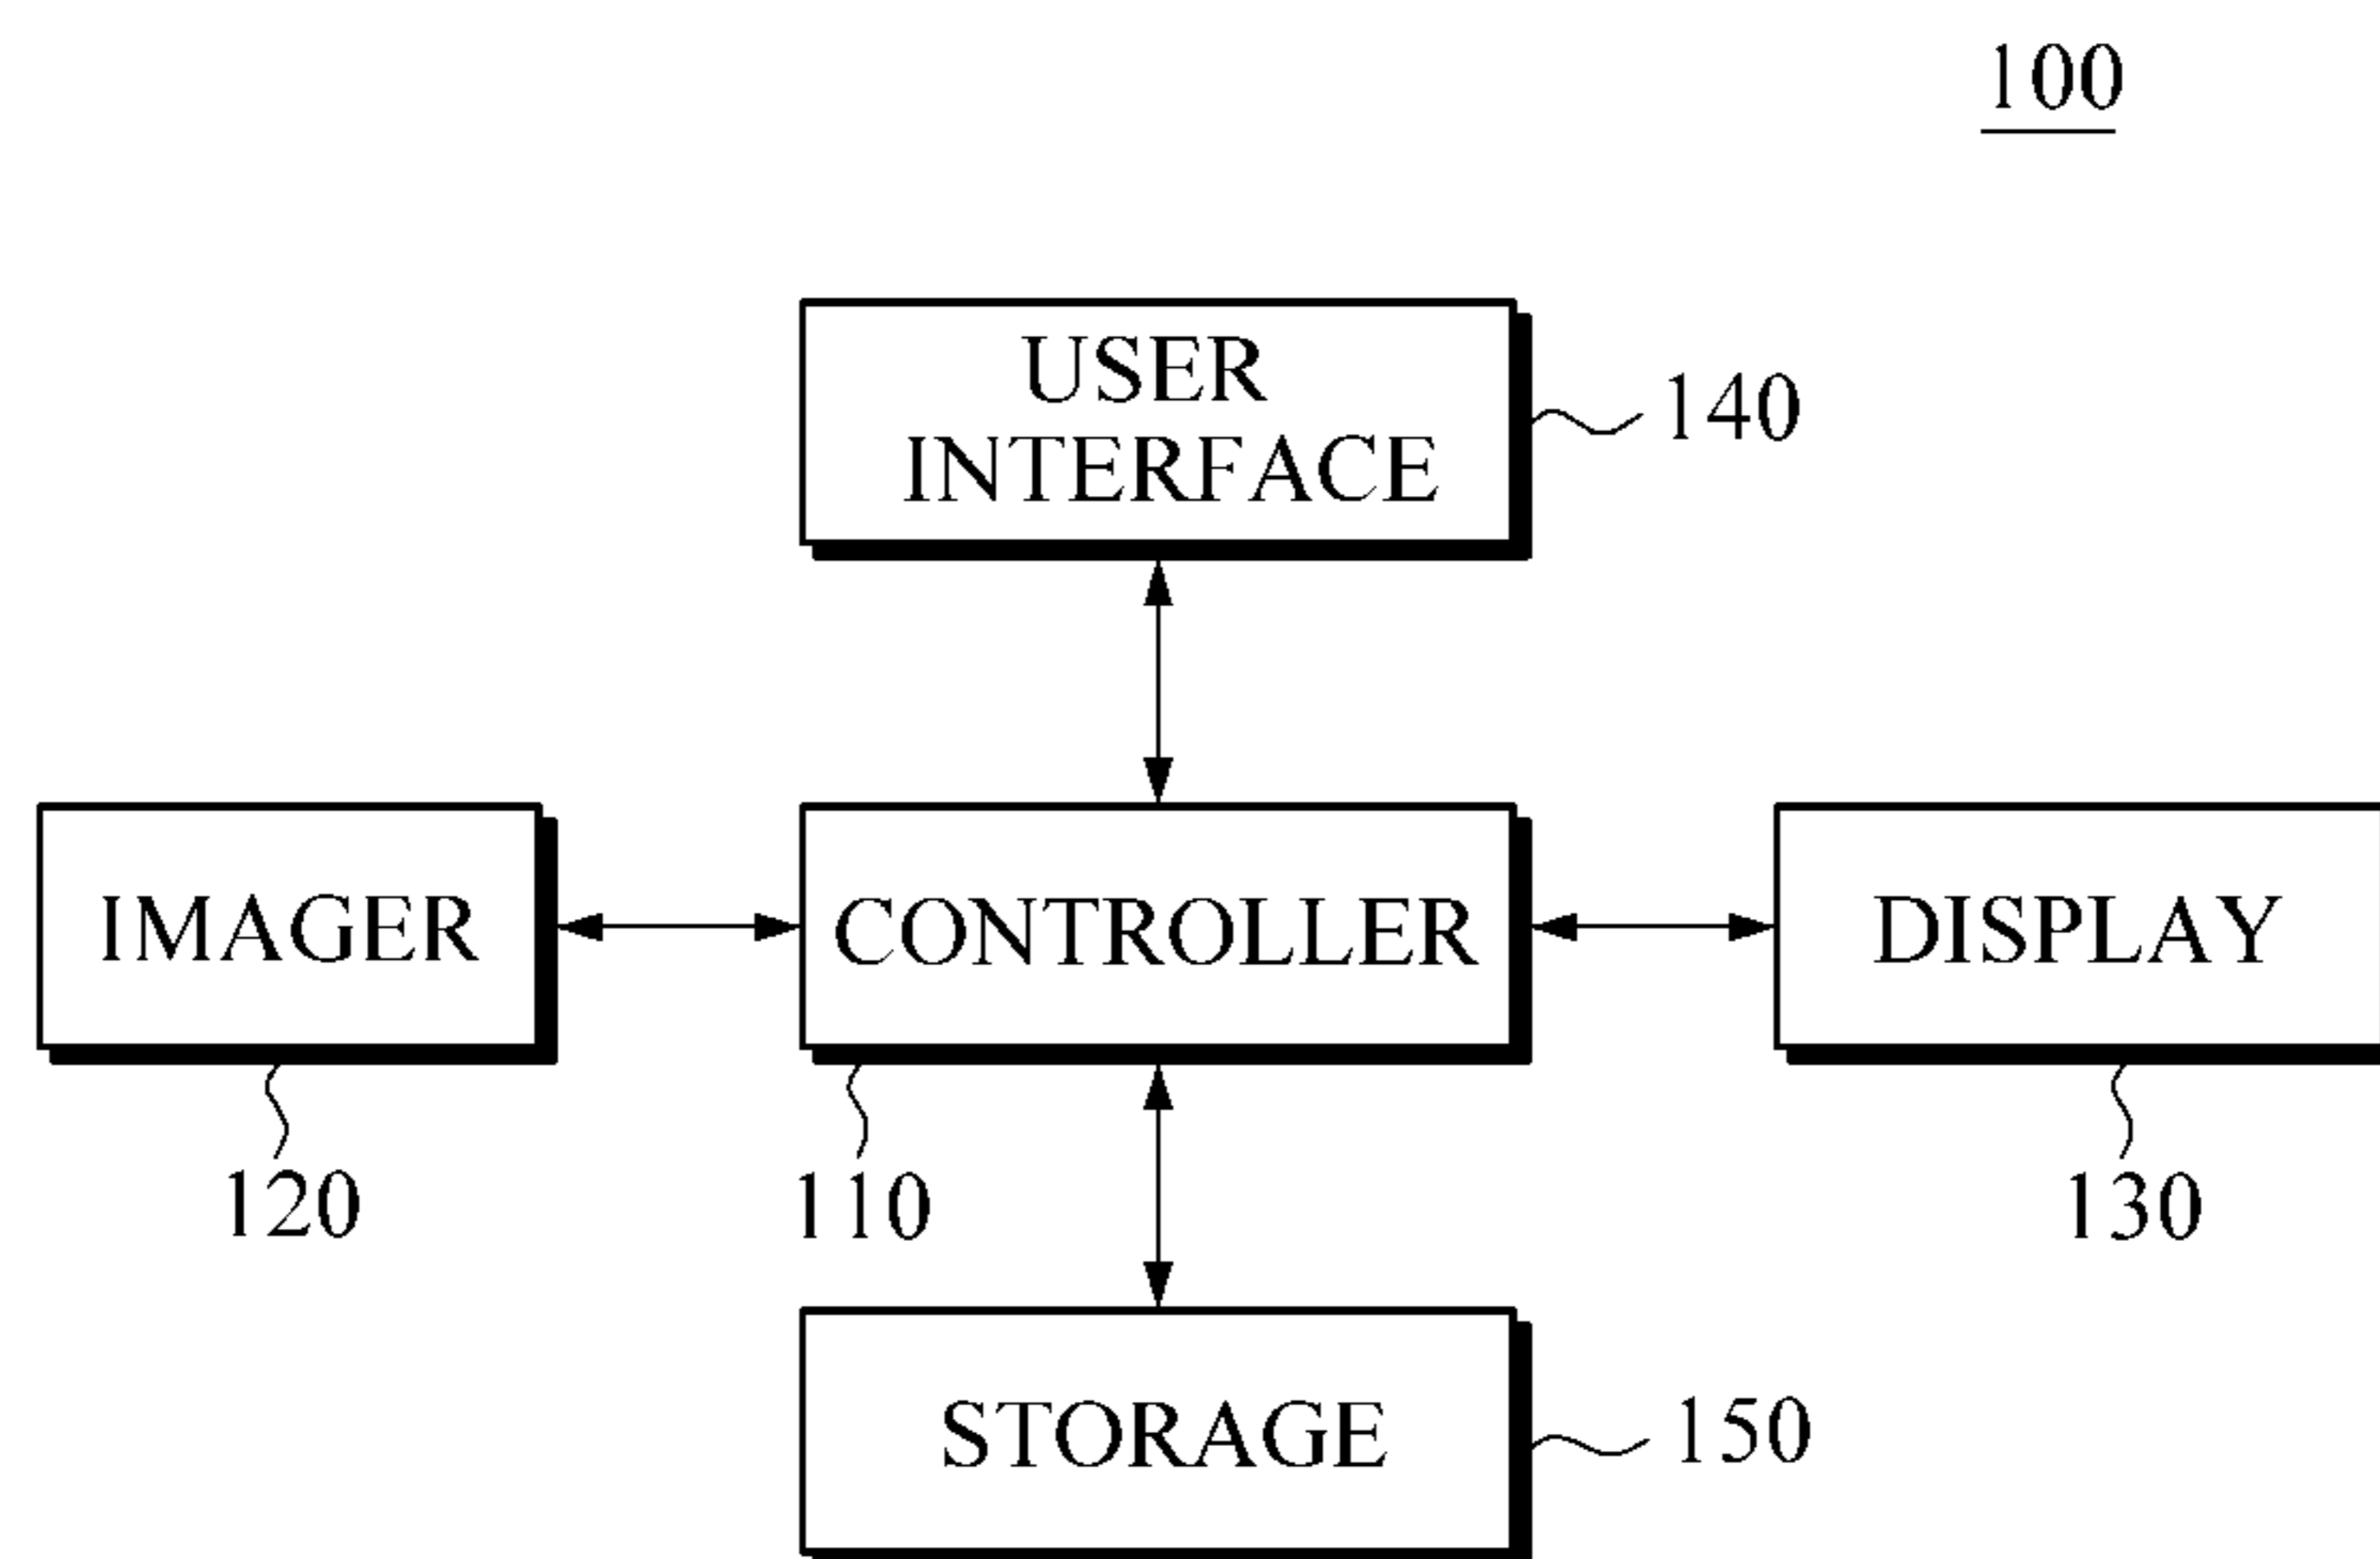 100
USER
INTERFACE
140
IMAGER
CONTROLLER
DISPLAY
120
110
130
STORAGE
150